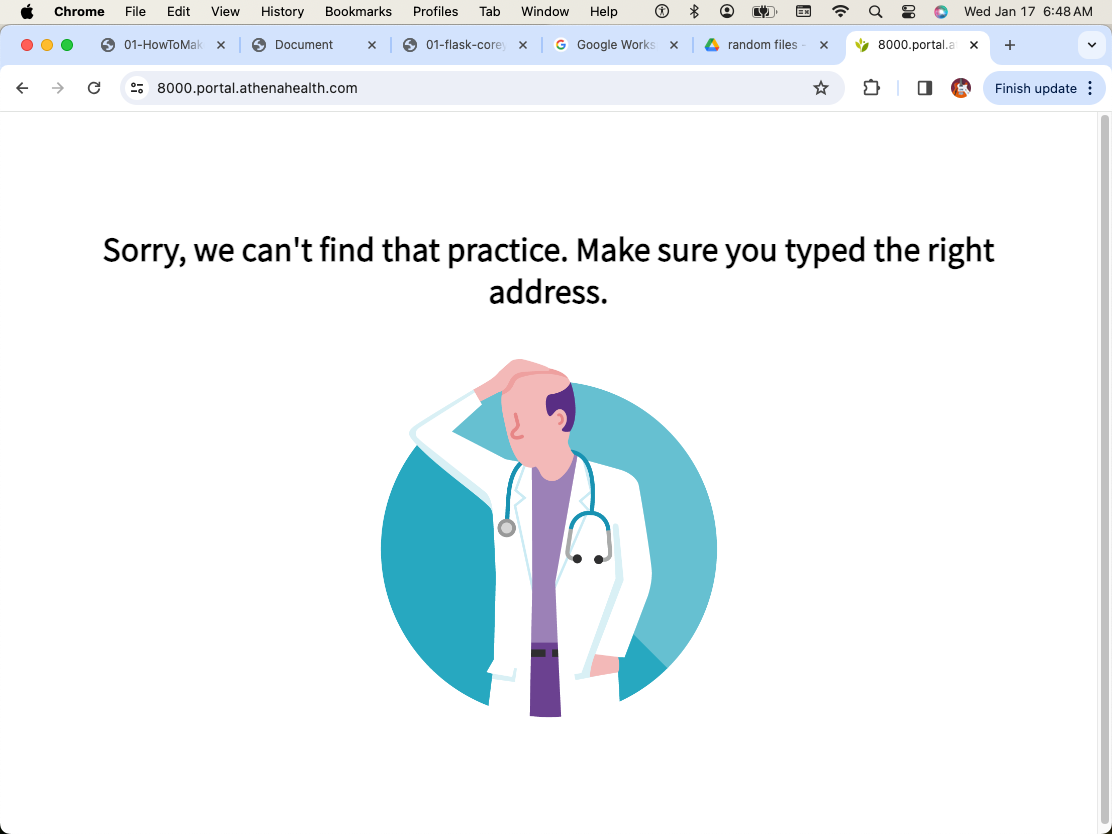 Chrome File Edit View History Bookmarks Profiles Tab Window Help Wed Jan 17 6:48 AM
01-HowToMak Document 01-flask-corey Google Works random files - 8000.portal.a
8000.portal.athenahealth.com Finish update
Sorry, we can't find that practice. Make sure you typed the right
address.